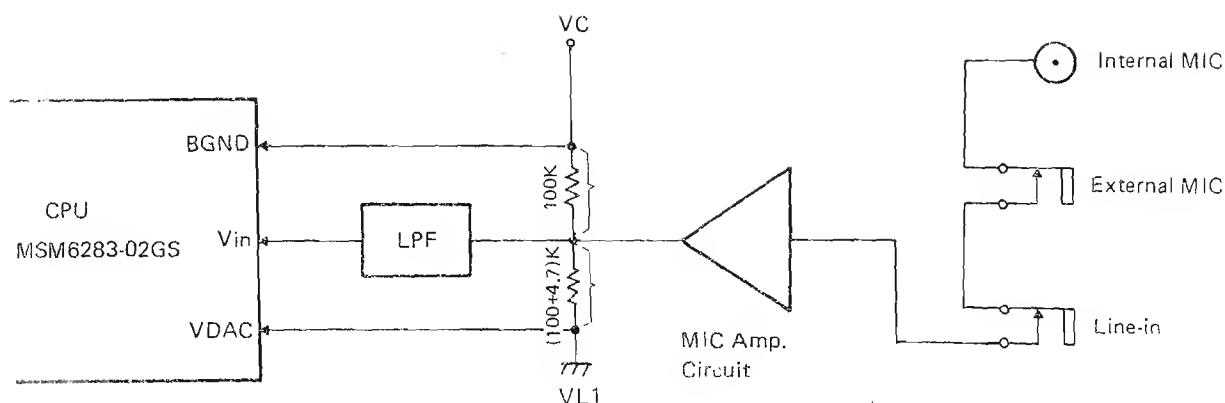 VC
Internal MIC
BGND
100K
External MIC
CPU
MSM6283-02GS
Vin
LPF
(100+4.7)K
VDAC
MIC Amp.
Circuit
Line-in
VL1